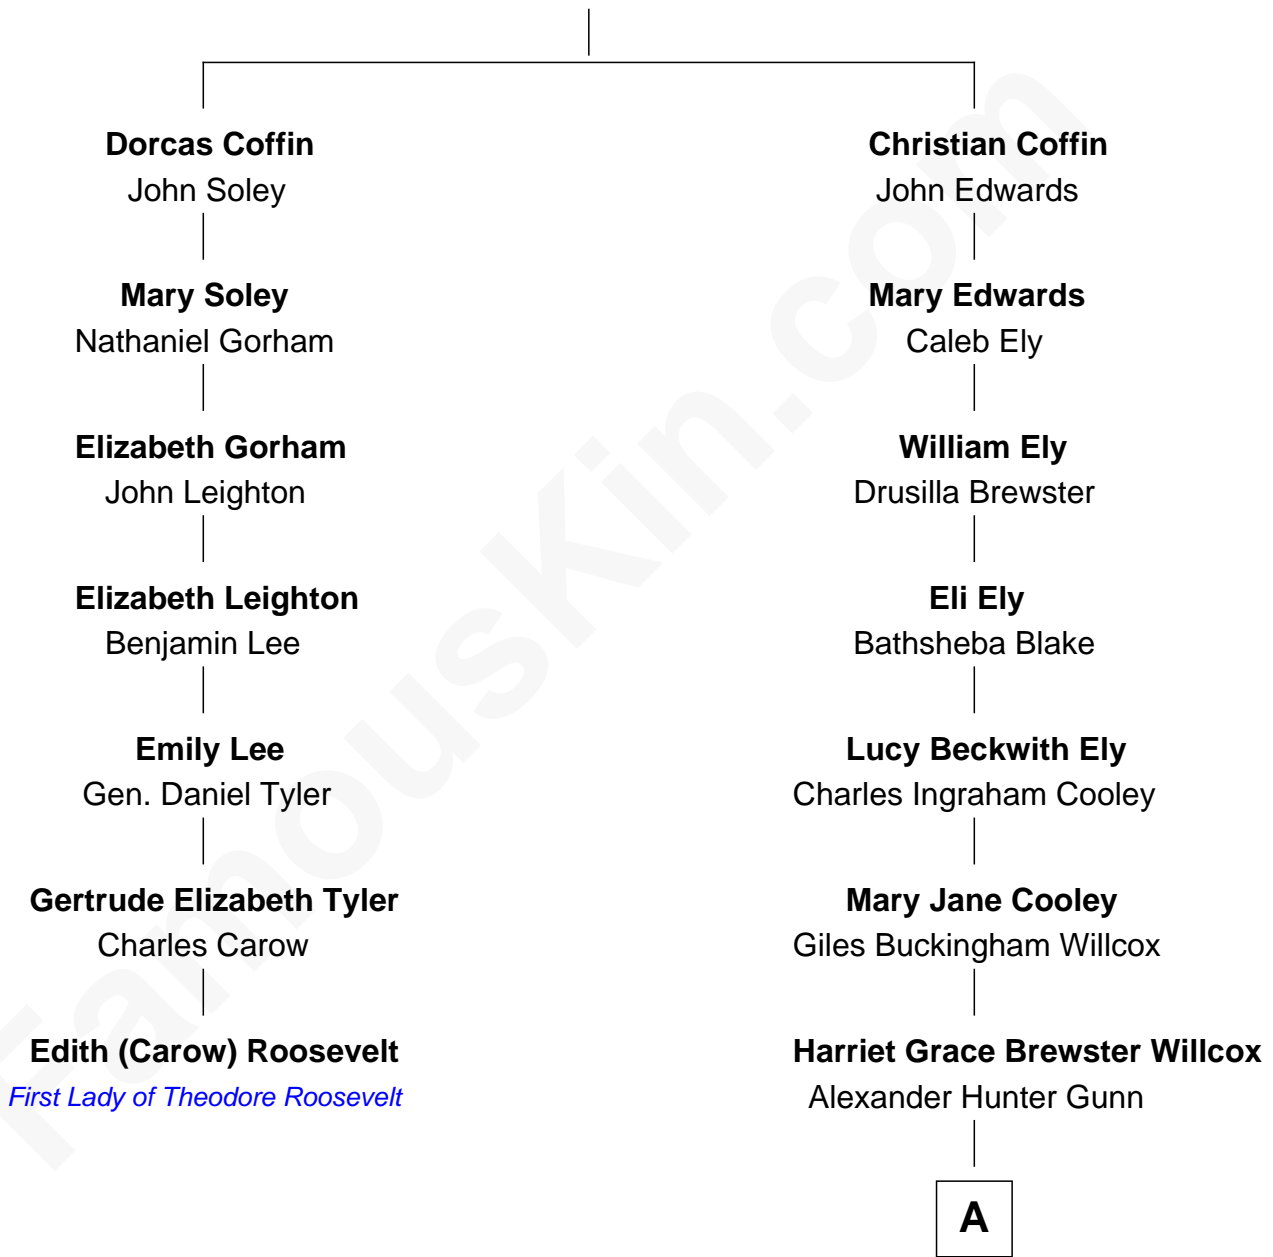 Dorcas Coffin
John Soley
Mary Soley
Nathaniel Gorham
Elizabeth Gorham
John Leighton
Elizabeth Leighton
Benjamin Lee
Emily Lee
Gen. Daniel Tyler
Gertrude Elizabeth Tyler
Charles Carow
Edith (Carow) Roosevelt
First Lady of Theodore Roosevelt
Christian Coffin
John Edwards
Mary Edwards
Caleb Ely
William Ely
Drusilla Brewster
Eli Ely
Bathsheba Blake
Lucy Beckwith Ely
Charles Ingraham Cooley
Mary Jane Cooley
Giles Buckingham Willcox
Harriet Grace Brewster Willcox
Alexander Hunter Gunn
A
FamousKin.com